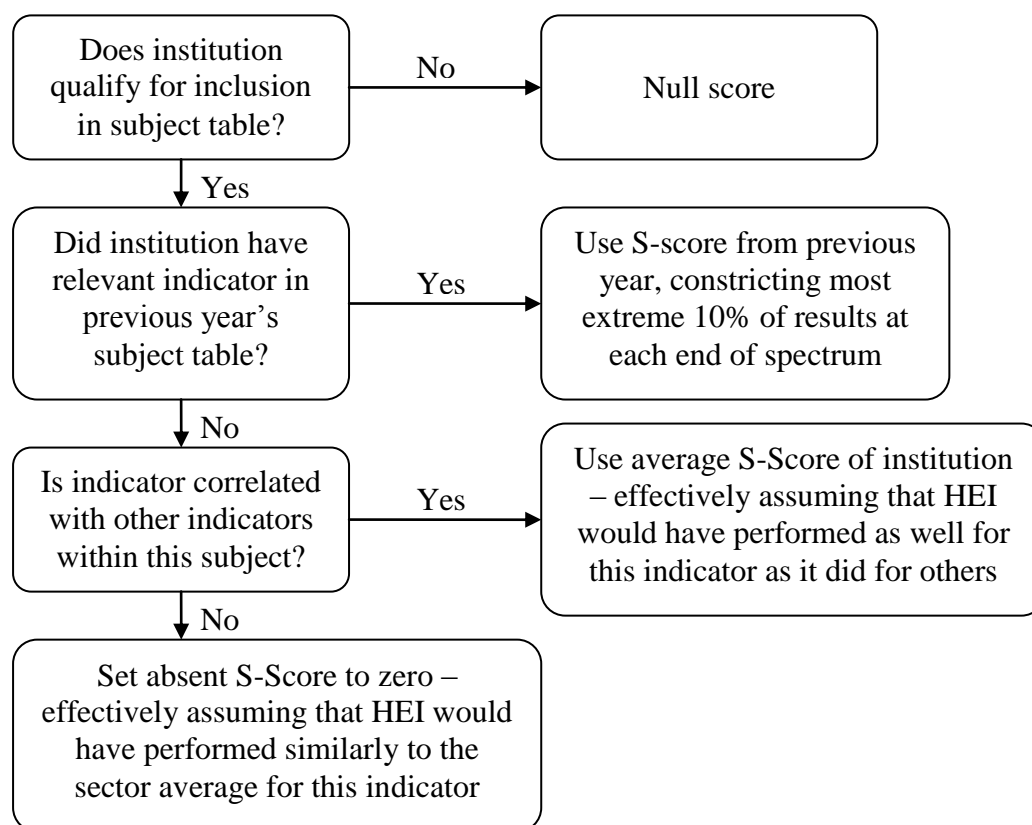 Does institution
qualify for inclusion
in subject table?
No
Null score
Yes
Did institution have
relevant indicator in
previous year’s
subject table?
Yes
Use S-score from previous
year, constricting most
extreme 10% of results at
each end of spectrum
No
Is indicator correlated
with other indicators
within this subject?
Yes
Use average S-Score of institution
– effectively assuming that HEI
would have performed as well for
this indicator as it did for others
No
Set absent S-Score to zero –
effectively assuming that HEI would
have performed similarly to the
sector average for this indicator